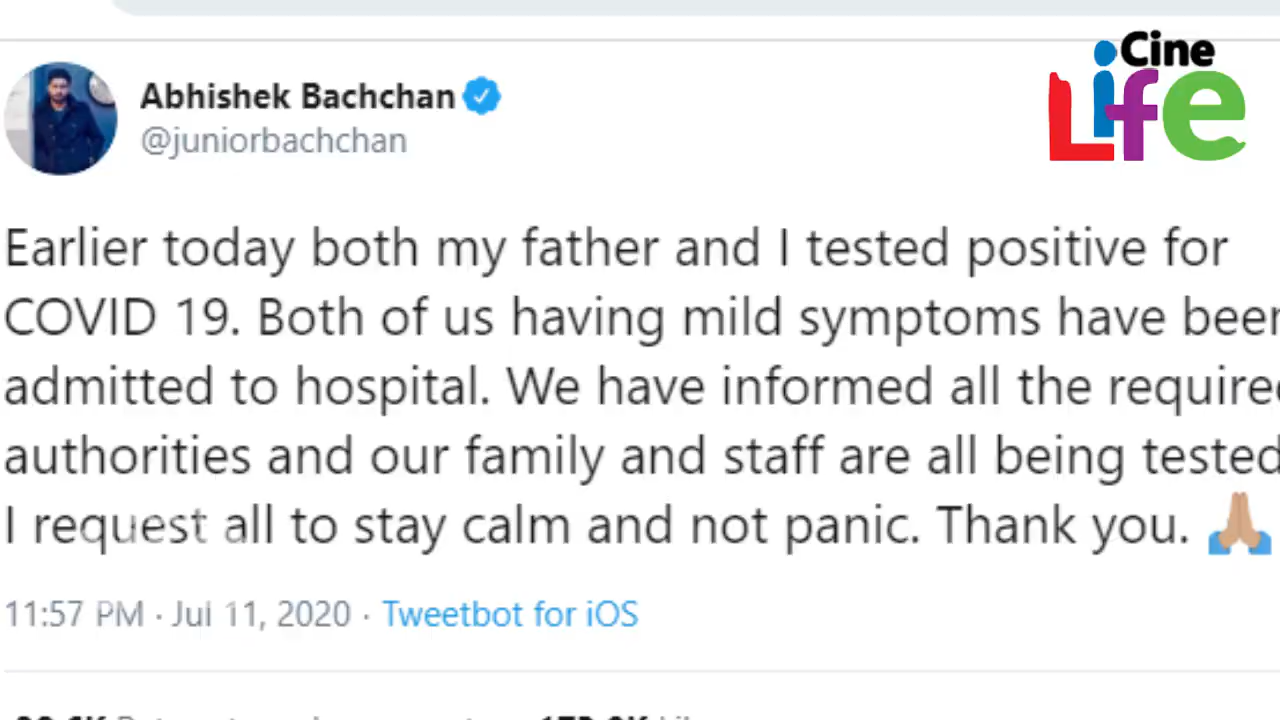 Cine
Life
Abhishek Bachchan
@juniorbachchan
Earlier today both my father and I tested positive for
COVID 19. Both of us having mild symptoms have been
admitted to hospital. We have informed all the required
authorities and our family and staff are all being tested
I request all to stay calm and not panic. Thank you. 🙏🏽
11:57 PM · Jul 11, 2020 · Tweetbot for iOS